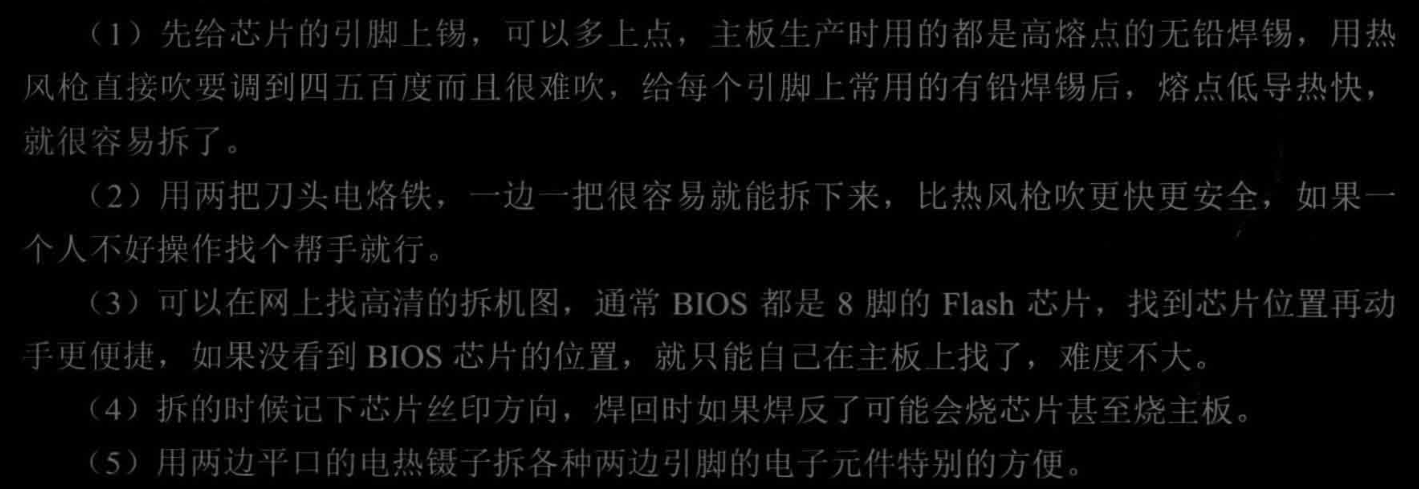 （1）先给芯片的引脚上锡，可以多上点，主板生产时用的都是高熔点的无铅焊锡，用热
风枪直接吹要调到四五百度而且很难吹，给每个引脚上常用的有铅焊锡后，熔点低导热快，
就很容易拆了。
（2）用两把刀头电烙铁，一边一把很容易就能拆下来，比热风枪吹更快更安全，如果一
个人不好操作找个帮手就行。
（3）可以在网上找高清的拆机图，通常 BIOS 都是 8 脚的 Flash 芯片，找到芯片位置再动
手更便捷，如果没看到 BIOS 芯片的位置，就只能自己在主板上找了，难度不大。
（4）拆的时候记下芯片丝印方向，焊回时如果焊反了可能会烧芯片甚至烧主板。
（5）用两边平口的电热镊子拆各种两边引脚的电子元件特别的方便。